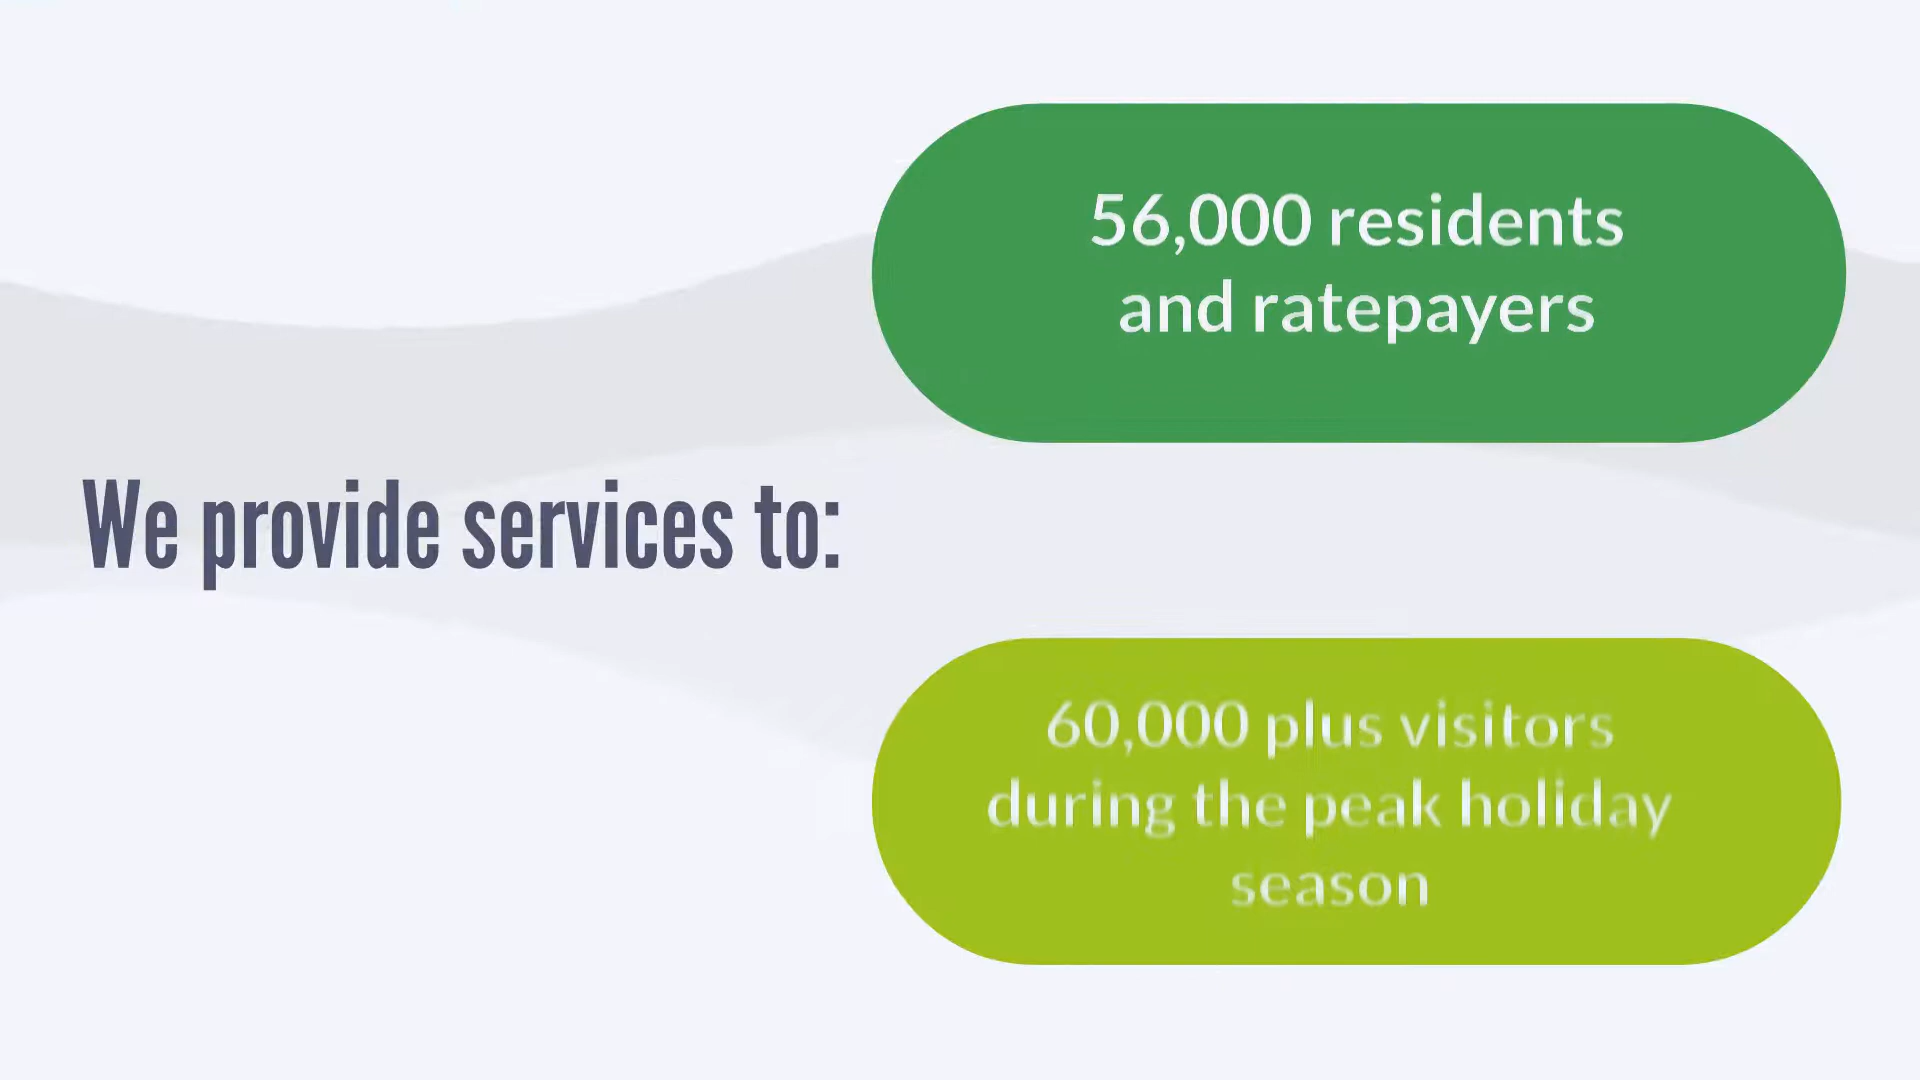 We provide services to:
56,000 residents
and ratepayers
60,000 plus visitors
during the peak holiday
season